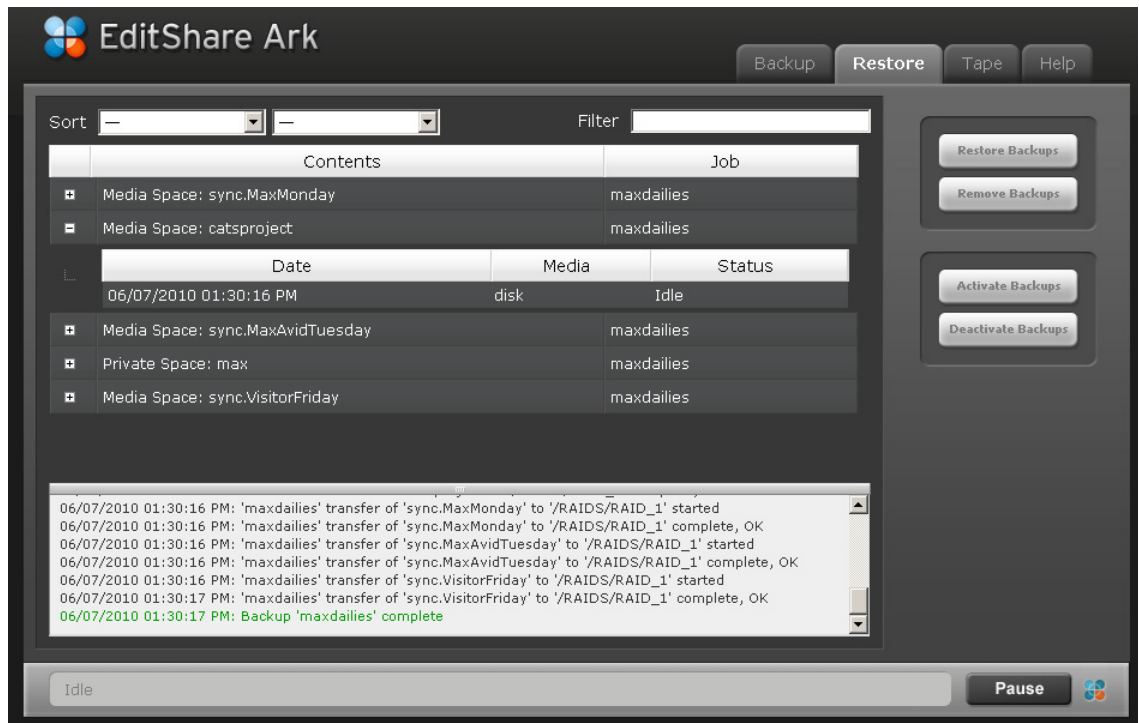 EditShare Ark
Backup Restore Tape Help
Sort — — Filter
Contents Job
Media Space: sync.MaxMonday maxdailies
Media Space: catsproject maxdailies
Date Media Status
06/07/2010 01:30:16 PM disk Idle
Media Space: sync.MaxAvidTuesday maxdailies
Private Space: max maxdailies
Media Space: sync.VisitorFriday maxdailies
Restore Backups
Remove Backups
Activate Backups
Deactivate Backups
06/07/2010 01:30:16 PM: 'maxdailies' transfer of 'sync.MaxMonday' to '/RAIDS/RAID_1' started
06/07/2010 01:30:16 PM: 'maxdailies' transfer of 'sync.MaxMonday' to '/RAIDS/RAID_1' complete, OK
06/07/2010 01:30:16 PM: 'maxdailies' transfer of 'sync.MaxAvidTuesday' to '/RAIDS/RAID_1' started
06/07/2010 01:30:16 PM: 'maxdailies' transfer of 'sync.MaxAvidTuesday' to '/RAIDS/RAID_1' complete, OK
06/07/2010 01:30:16 PM: 'maxdailies' transfer of 'sync.VisitorFriday' to '/RAIDS/RAID_1' started
06/07/2010 01:30:17 PM: 'maxdailies' transfer of 'sync.VisitorFriday' to '/RAIDS/RAID_1' complete, OK
06/07/2010 01:30:17 PM: Backup 'maxdailies' complete
Idle
Pause